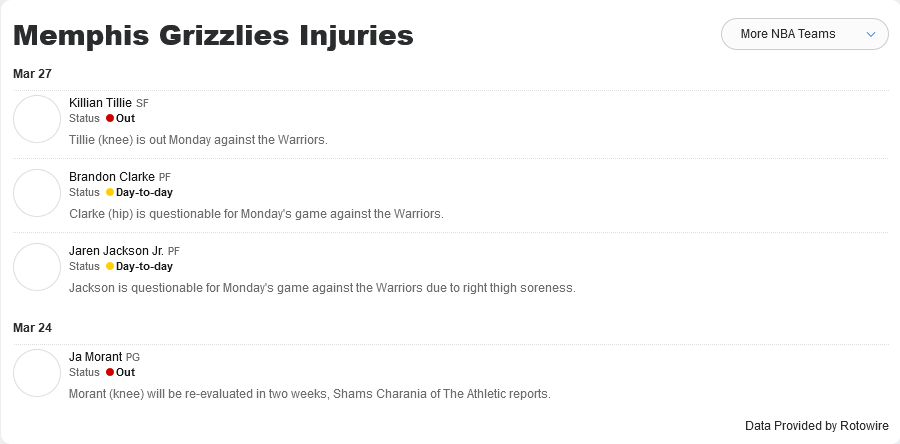 Memphis Grizzlies Injuries
More NBA Teams
Mar 27
Killian Tillie SF
Status Out
Tillie (knee) is out Monday against the Warriors.
Brandon Clarke PF
Status Day-to-day
Clarke (hip) is questionable for Monday's game against the Warriors.
Jaren Jackson Jr. PF
Status Day-to-day
Jackson is questionable for Monday's game against the Warriors due to right thigh soreness.
Mar 24
Ja Morant PG
Status Out
Morant (knee) will be re-evaluated in two weeks, Shams Charania of The Athletic reports.
Data Provided by Rotowire